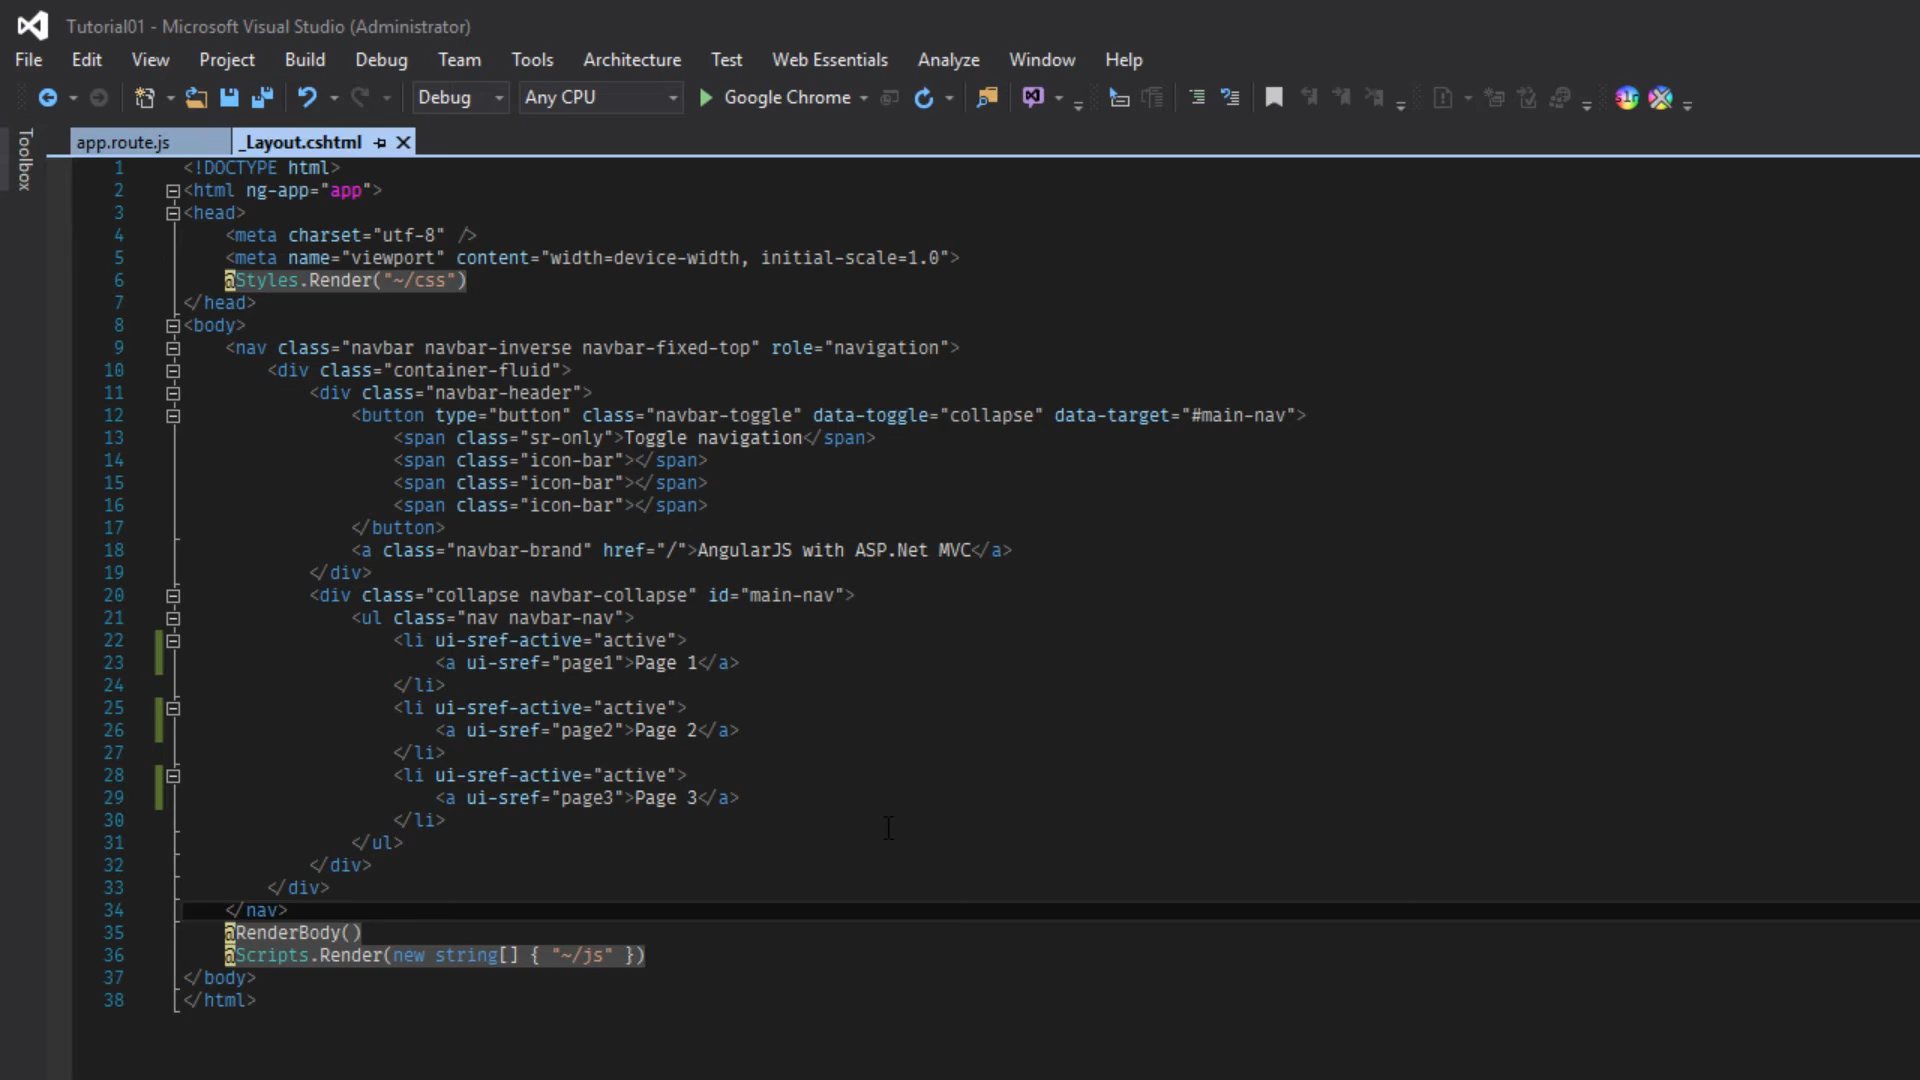 Tutorial01 - Microsoft Visual Studio (Administrator)
File Edit View Project Build Debug Team Tools Architecture Test Web Essentials Analyze Window Help
Debug Any CPU Google Chrome
Toolbox
app.route.js _Layout.cshtml
1 <!DOCTYPE html>
2 <html ng-app="app">
3 <head>
4 <meta charset="utf-8" />
5 <meta name="viewport" content="width=device-width, initial-scale=1.0">
6 @Styles.Render("~/css")
7 </head>
8 <body>
9 <nav class="navbar navbar-inverse navbar-fixed-top" role="navigation">
10 <div class="container-fluid">
11 <div class="navbar-header">
12 <button type="button" class="navbar-toggle" data-toggle="collapse" data-target="#main-nav">
13 <span class="sr-only">Toggle navigation</span>
14 <span class="icon-bar"></span>
15 <span class="icon-bar"></span>
16 <span class="icon-bar"></span>
17 </button>
18 <a class="navbar-brand" href="/">AngularJS with ASP.Net MVC</a>
19 </div>
20 <div class="collapse navbar-collapse" id="main-nav">
21 <ul class="nav navbar-nav">
22 <li ui-sref-active="active">
23 <a ui-sref="page1">Page 1</a>
24 </li>
25 <li ui-sref-active="active">
26 <a ui-sref="page2">Page 2</a>
27 </li>
28 <li ui-sref-active="active">
29 <a ui-sref="page3">Page 3</a>
30 </li>
31 </ul>
32 </div>
33 </div>
34 </nav>
35 @RenderBody()
36 @Scripts.Render(new string[] { "~/js" })
37 </body>
38 </html>